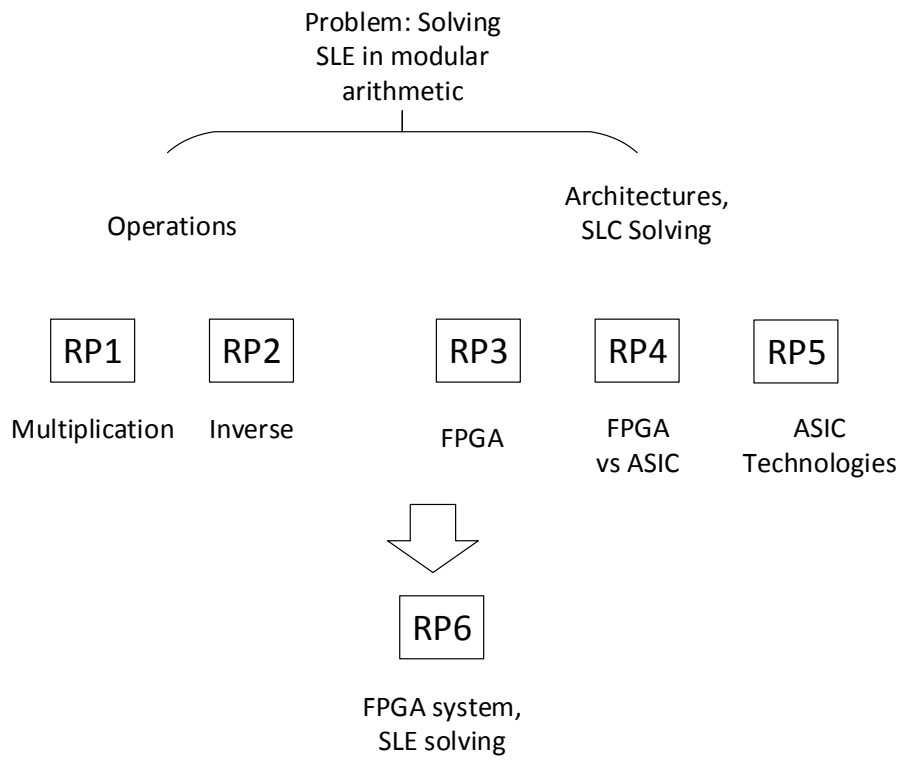 Problem: Solving
SLE in modular
arithmetic
Operations
Architectures,
SLC Solving
RP1
RP2
RP3
RP4
RP5
Multiplication
Inverse
FPGA
FPGA
vs ASIC
ASIC
Technologies
RP6
FPGA system,
SLE solving